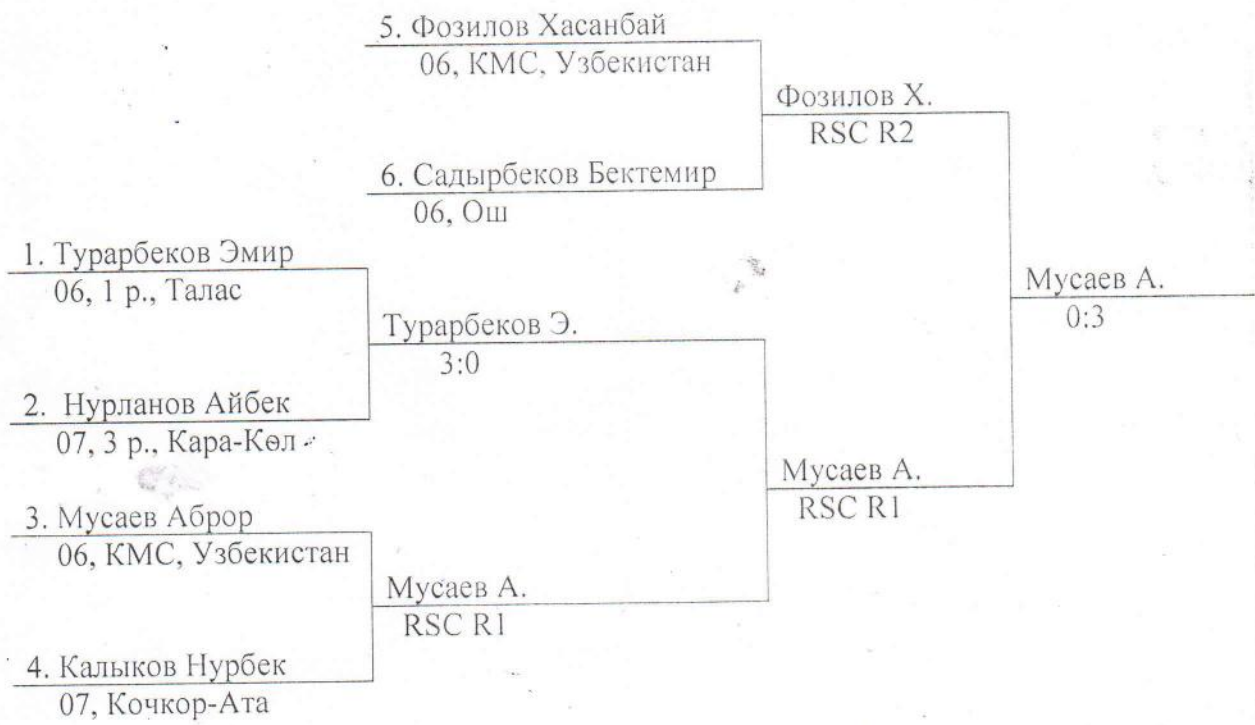 5. Фозилов Хасанбай
06, КМС, Узбекистан
Фозилов Х.
RSC R2
6. Садырбеков Бектемир
06, Ош
1. Турарбеков Эмир
06, 1 р., Талас
Мусаев А.
0:3
Турарбеков Э.
3:0
2. Нурланов Айбек
07, 3 р., Кара-Көл
Мусаев А.
RSC R1
3. Мусаев Аброр
06, КМС, Узбекистан
Мусаев А.
RSC R1
4. Калыков Нурбек
07, Кочкор-Ата